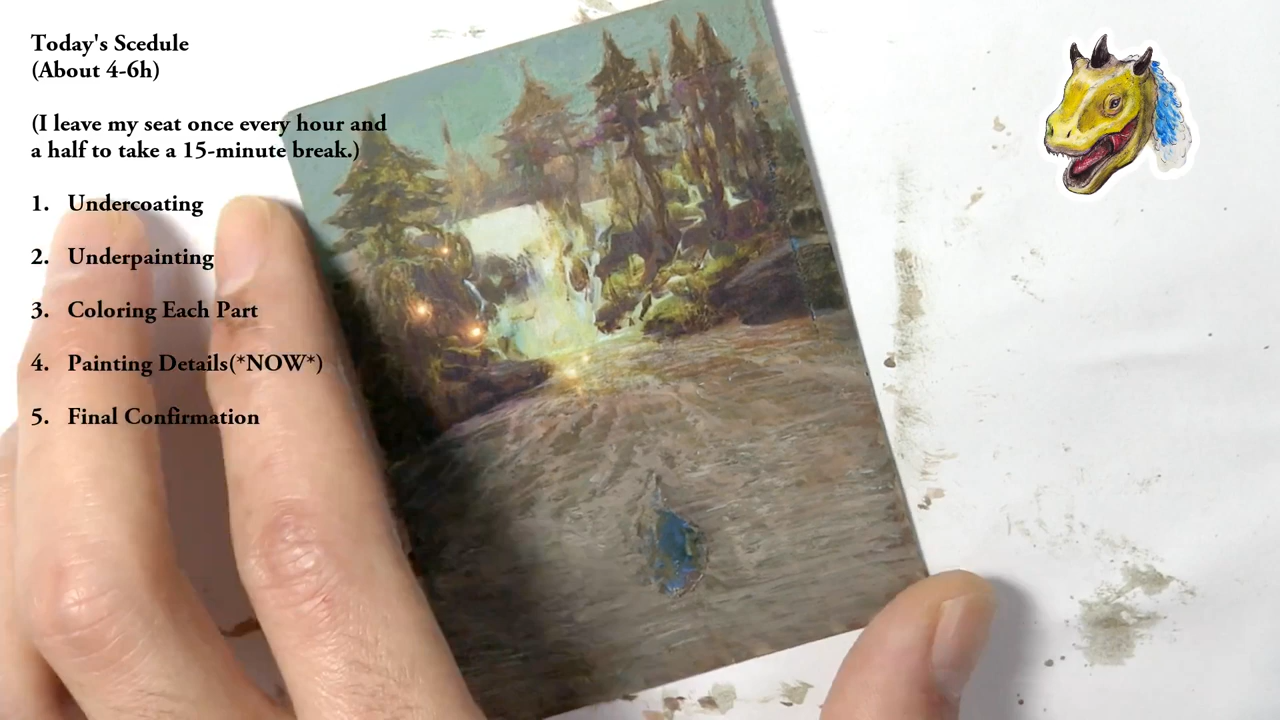 Today's Scedule
(About 4-6h)
(I leave my seat once every hour and
a half to take a 15-minute break.)
1. Undercoating
2. Underpainting
3. Coloring Each Part
4. Painting Details(*NOW*)
5. Final Confirmation